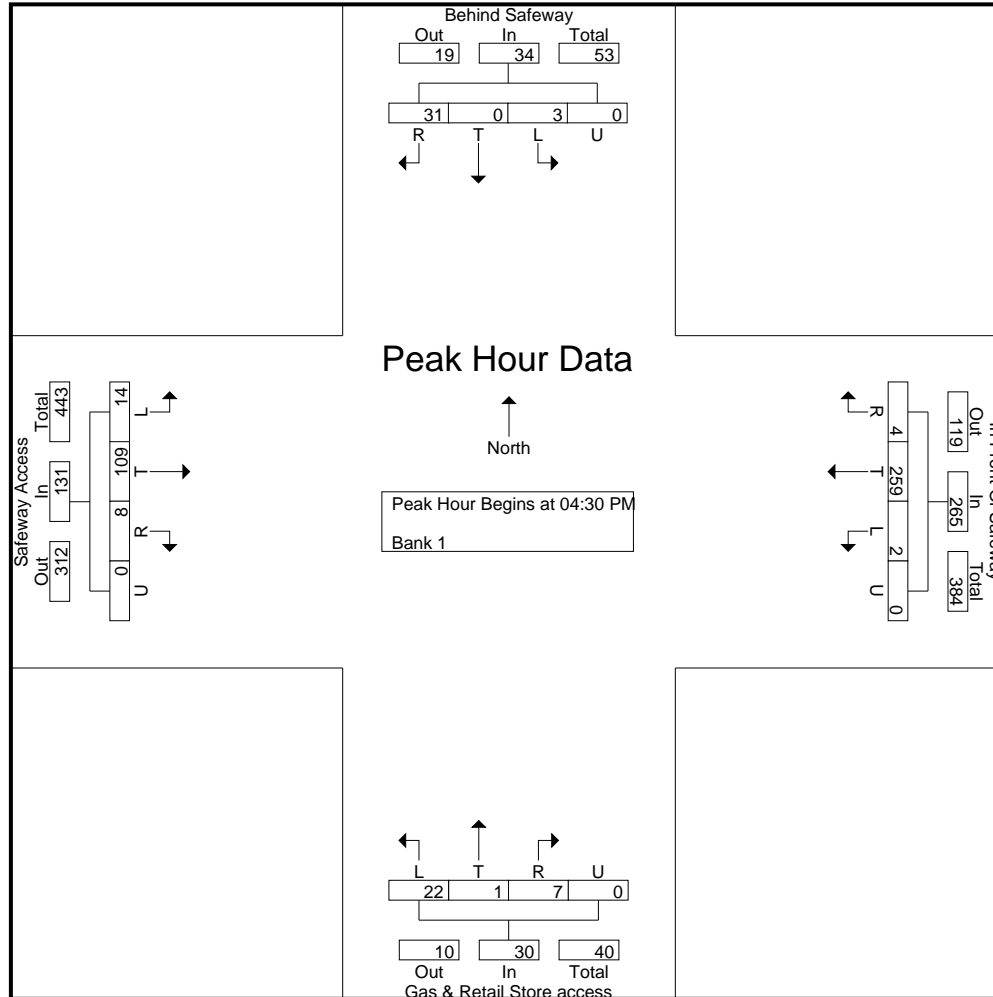 Behind Safeway
Out In Total
19 34 53
31 0 3 0
R T L U
Peak Hour Data
North
Peak Hour Begins at 04:30 PM
Bank 1
Safeway Access
Total In Out
443 131 312
14 109 8 0
L T R U
Out In Total
119 265 384
4 259 2 0
R T L U
L T R U
22 1 7 0
10 30 40
Out In Total
Gas & Retail Store access